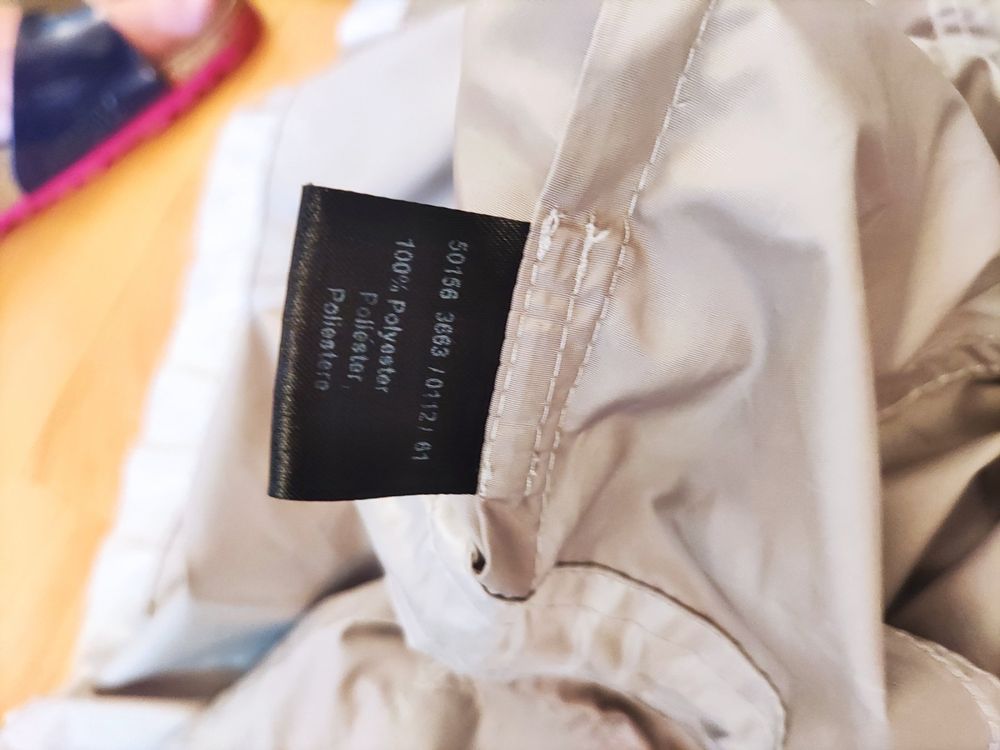 50156 3663 / 0112 / 61
100% Polyester
Poliéster,
Poliestere